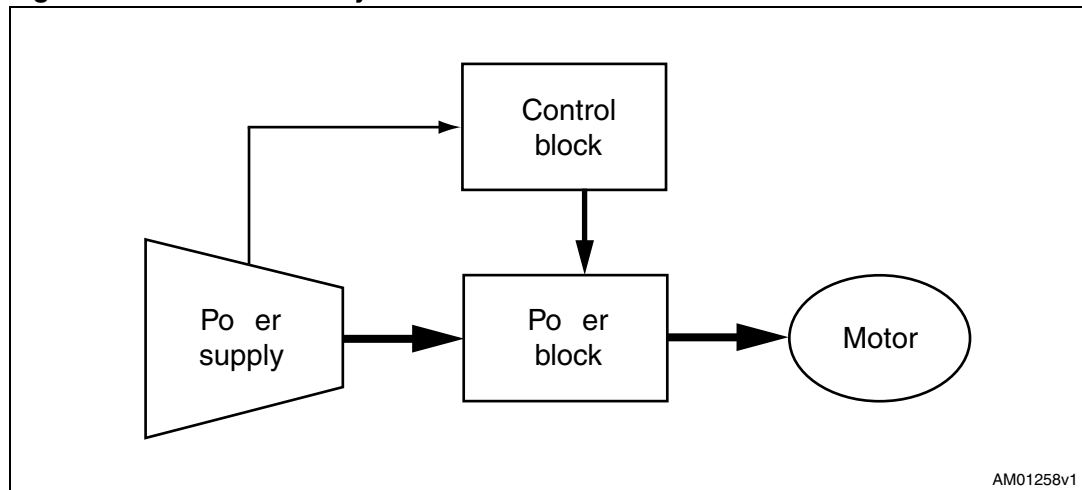 Control
block
Po er
supply
Po er
block
Motor
AM01258v1